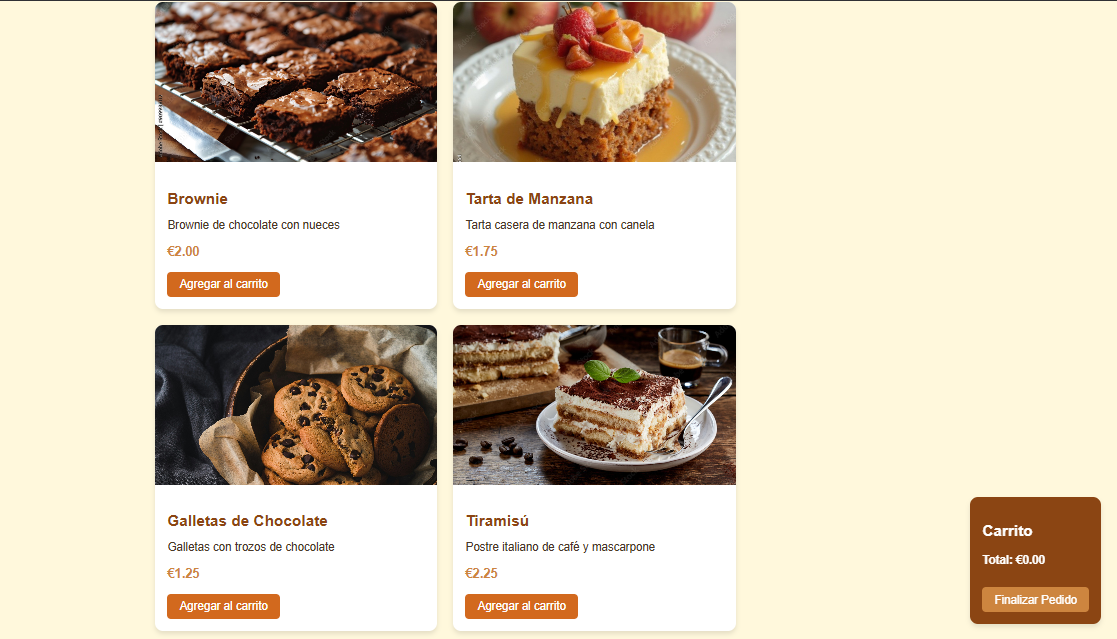 Brownie
Brownie de chocolate con nueces
€2.00
Agregar al carrito
Tarta de Manzana
Tarta casera de manzana con canela
€1.75
Agregar al carrito
Galletas de Chocolate
Galletas con trozos de chocolate
€1.25
Agregar al carrito
Tiramisú
Postre italiano de café y mascarpone
€2.25
Agregar al carrito
Carrito
Total: €0.00
Finalizar Pedido